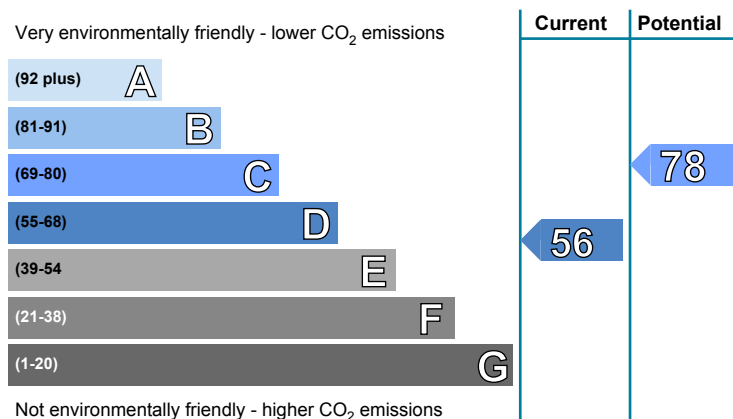 Current Potential
Very environmentally friendly - lower CO₂ emissions
(92 plus) A
(81-91) B
(69-80) C
78
(55-68) D
56
(39-54 E
(21-38) F
(1-20) G
Not environmentally friendly - higher CO₂ emissions